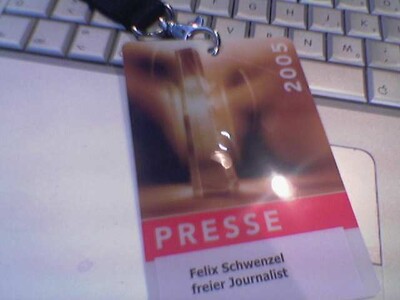 2005
PRESSE
Felix Schwenzel
freier Journalist